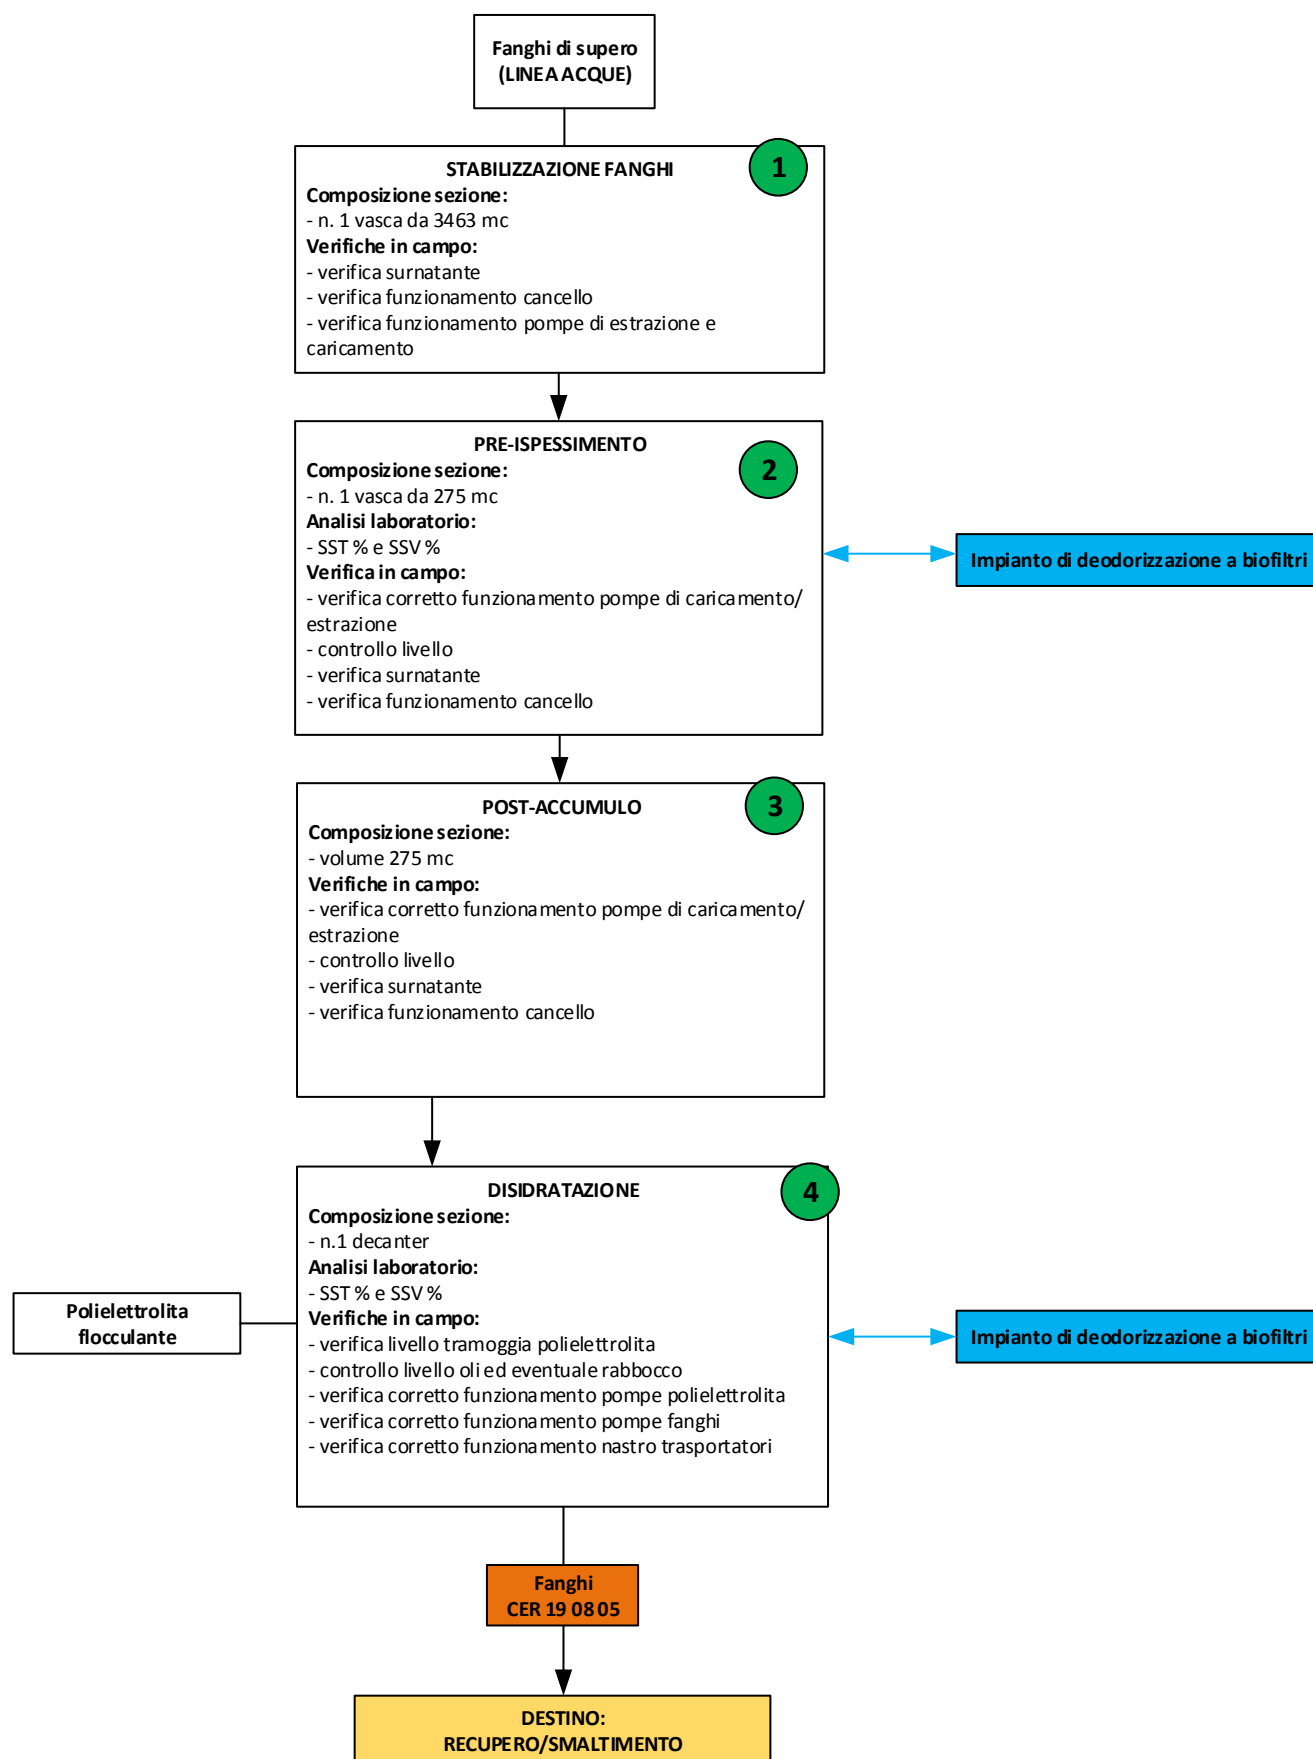 Fanghi di supero
(LINEA ACQUE)
STABILIZZAZIONE FANGHI
1
Composizione sezione:
- n. 1 vasca da 3463 mc
Verifiche in campo:
- verifica surnatante
- verifica funzionamento cancello
- verifica funzionamento pompe di estrazione e
caricamento
PRE-ISPESSIMENTO
2
Composizione sezione:
- n. 1 vasca da 275 mc
Analisi laboratorio:
- SST % e SSV %
Verifica in campo:
- verifica corretto funzionamento pompe di caricamento/
estrazione
- controllo livello
- verifica surnatante
- verifica funzionamento cancello
Impianto di deodorizzazione a biofiltri
POST-ACCUMULO
3
Composizione sezione:
- volume 275 mc
Verifiche in campo:
- verifica corretto funzionamento pompe di caricamento/
estrazione
- controllo livello
- verifica surnatante
- verifica funzionamento cancello
DISIDRATAZIONE
4
Composizione sezione:
- n.1 decanter
Analisi laboratorio:
- SST % e SSV %
Verifiche in campo:
- verifica livello tramoggia polielettrolita
- controllo livello oli ed eventuale rabbocco
- verifica corretto funzionamento pompe polielettrolita
- verifica corretto funzionamento pompe fanghi
- verifica corretto funzionamento nastro trasportatori
Polielettrolita
flocculante
Impianto di deodorizzazione a biofiltri
Fanghi
CER 19 08 05
DESTINO:
RECUPERO/SMALTIMENTO